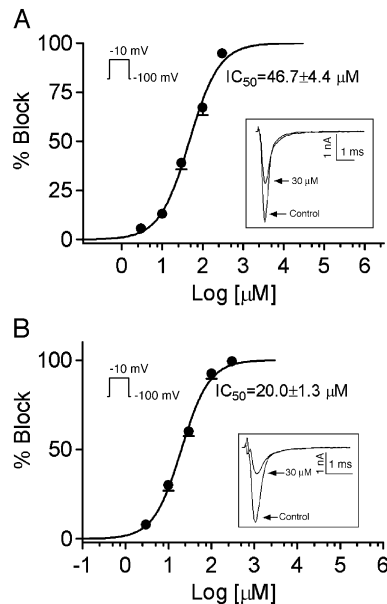 A
-10 mV
-100 mV
IC50=46.7±4.4 μM
100
75
50
25
0
% Block
1 nA
1 ms
30 μM
Control
0 1 2 3 4 5 6
Log [μM]
B
-10 mV
-100 mV
IC50=20.0±1.3 μM
100
50
0
% Block
1 nA
1 ms
30 μM
Control
-1 0 1 2 3 4 5 6
Log [μM]